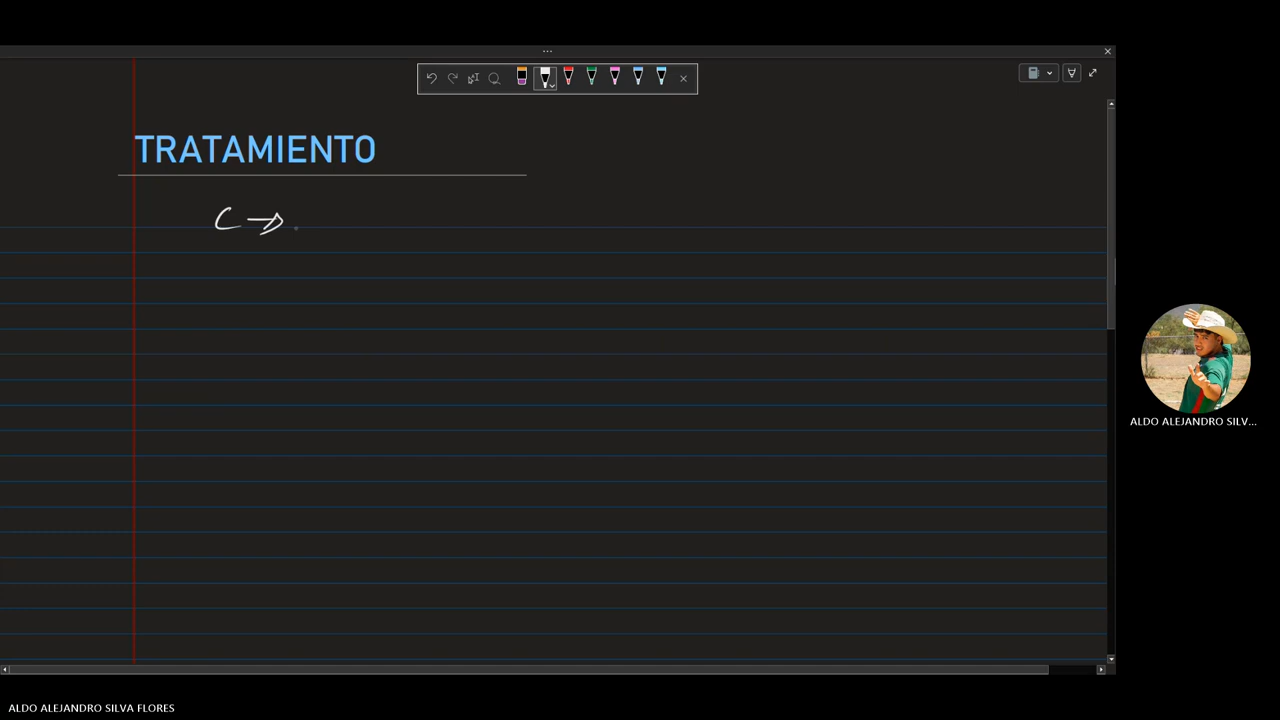 TRATAMIENTO
C →
ALDO ALEJANDRO SILV...
ALDO ALEJANDRO SILVA FLORES